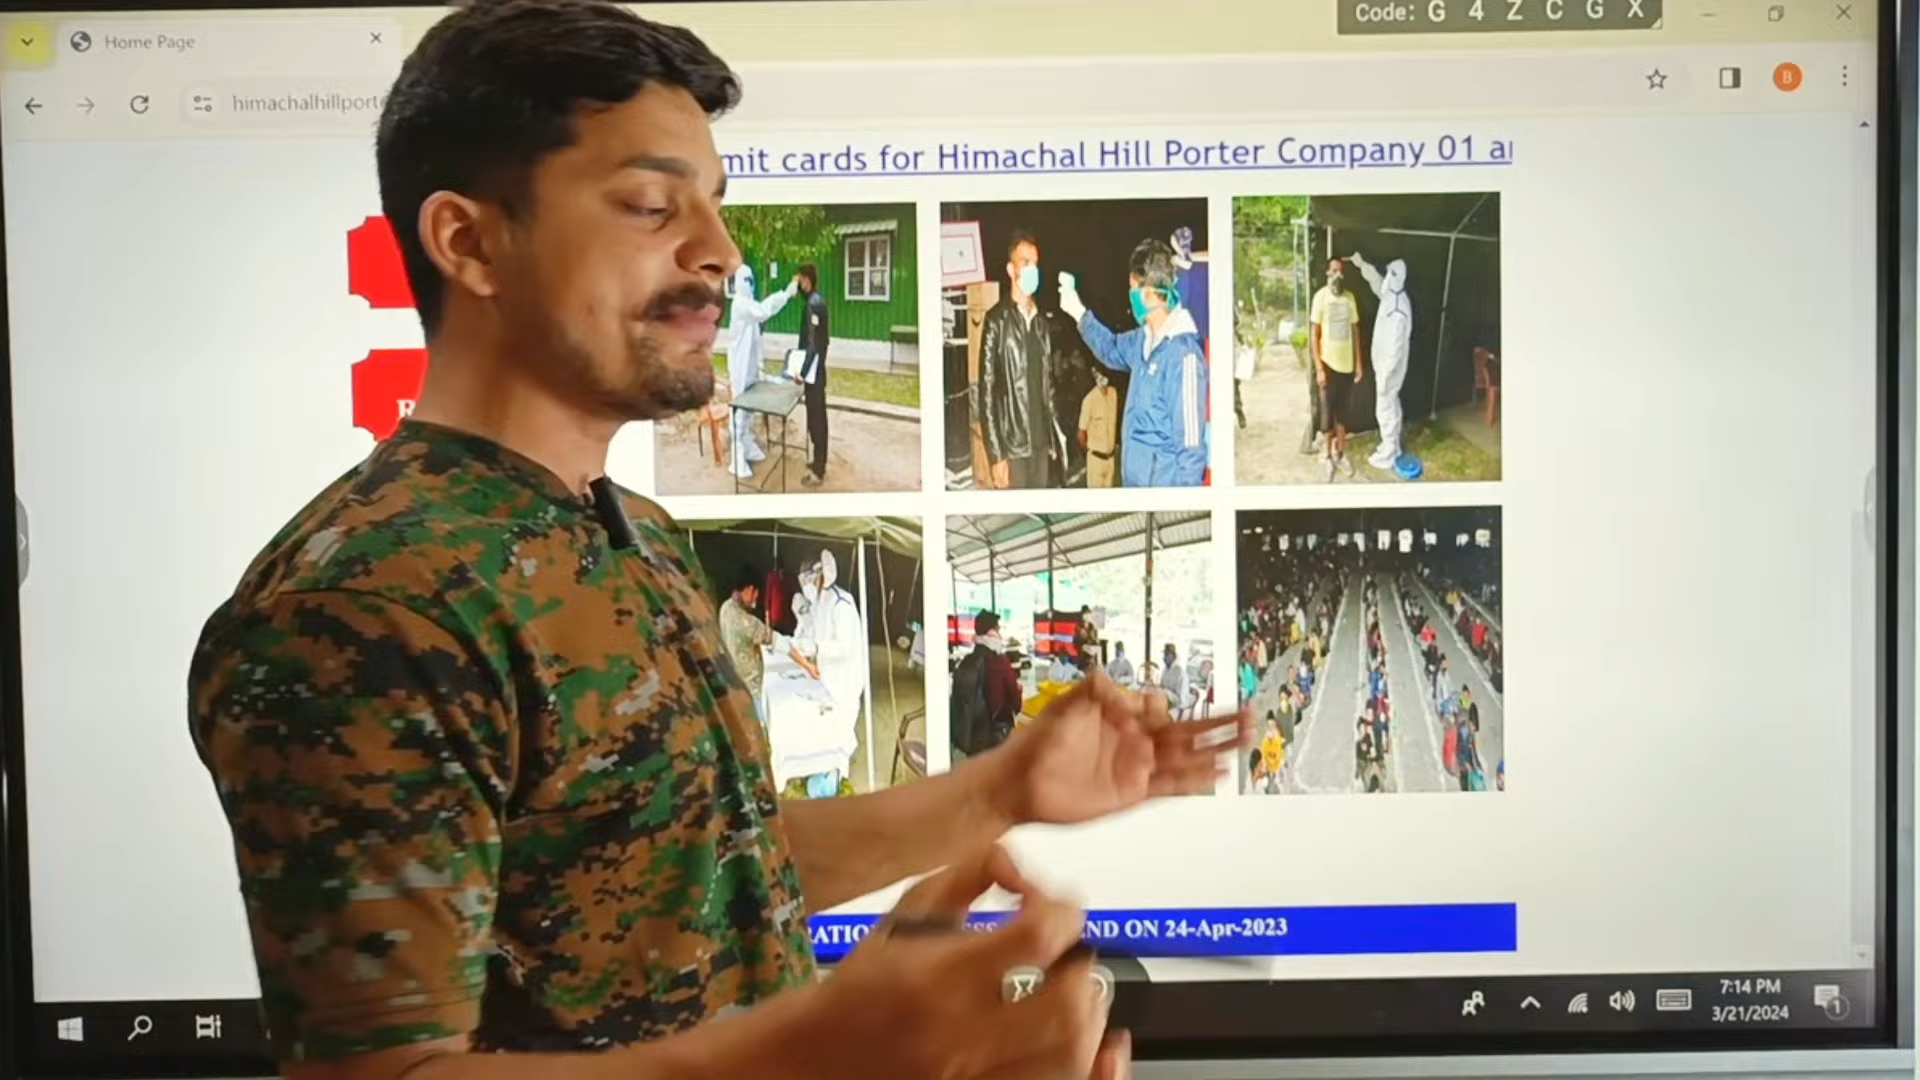 Code: G 4 Z C G X
Home Page
himachalhillport
mit cards for Himachal Hill Porter Company 01 a
R
ND ON 24-Apr-2023
B
7:14 PM
3/21/2024
1